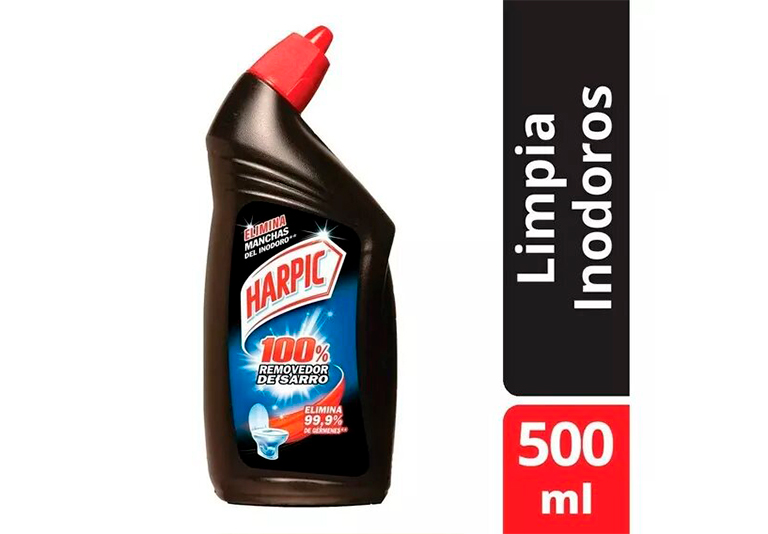 ELIMINA
MANCHAS
DEL INODORO**
HARPIC
100%
REMOVEDOR
DE SARRO
ELIMINA
99,9%
DE GÉRMENES**
Limpia
Inodoros
500
ml